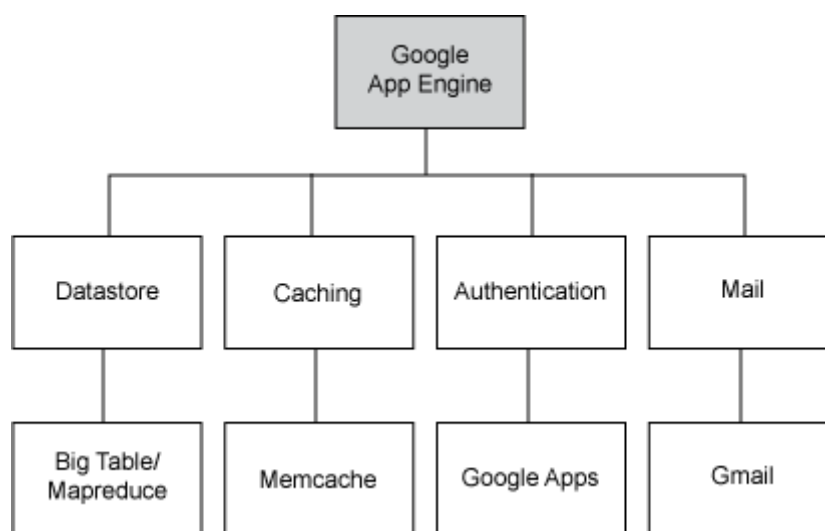 Google
App Engine
Datastore
Caching
Authentication
Mail
Big Table/
Mapreduce
Memcache
Google Apps
Gmail